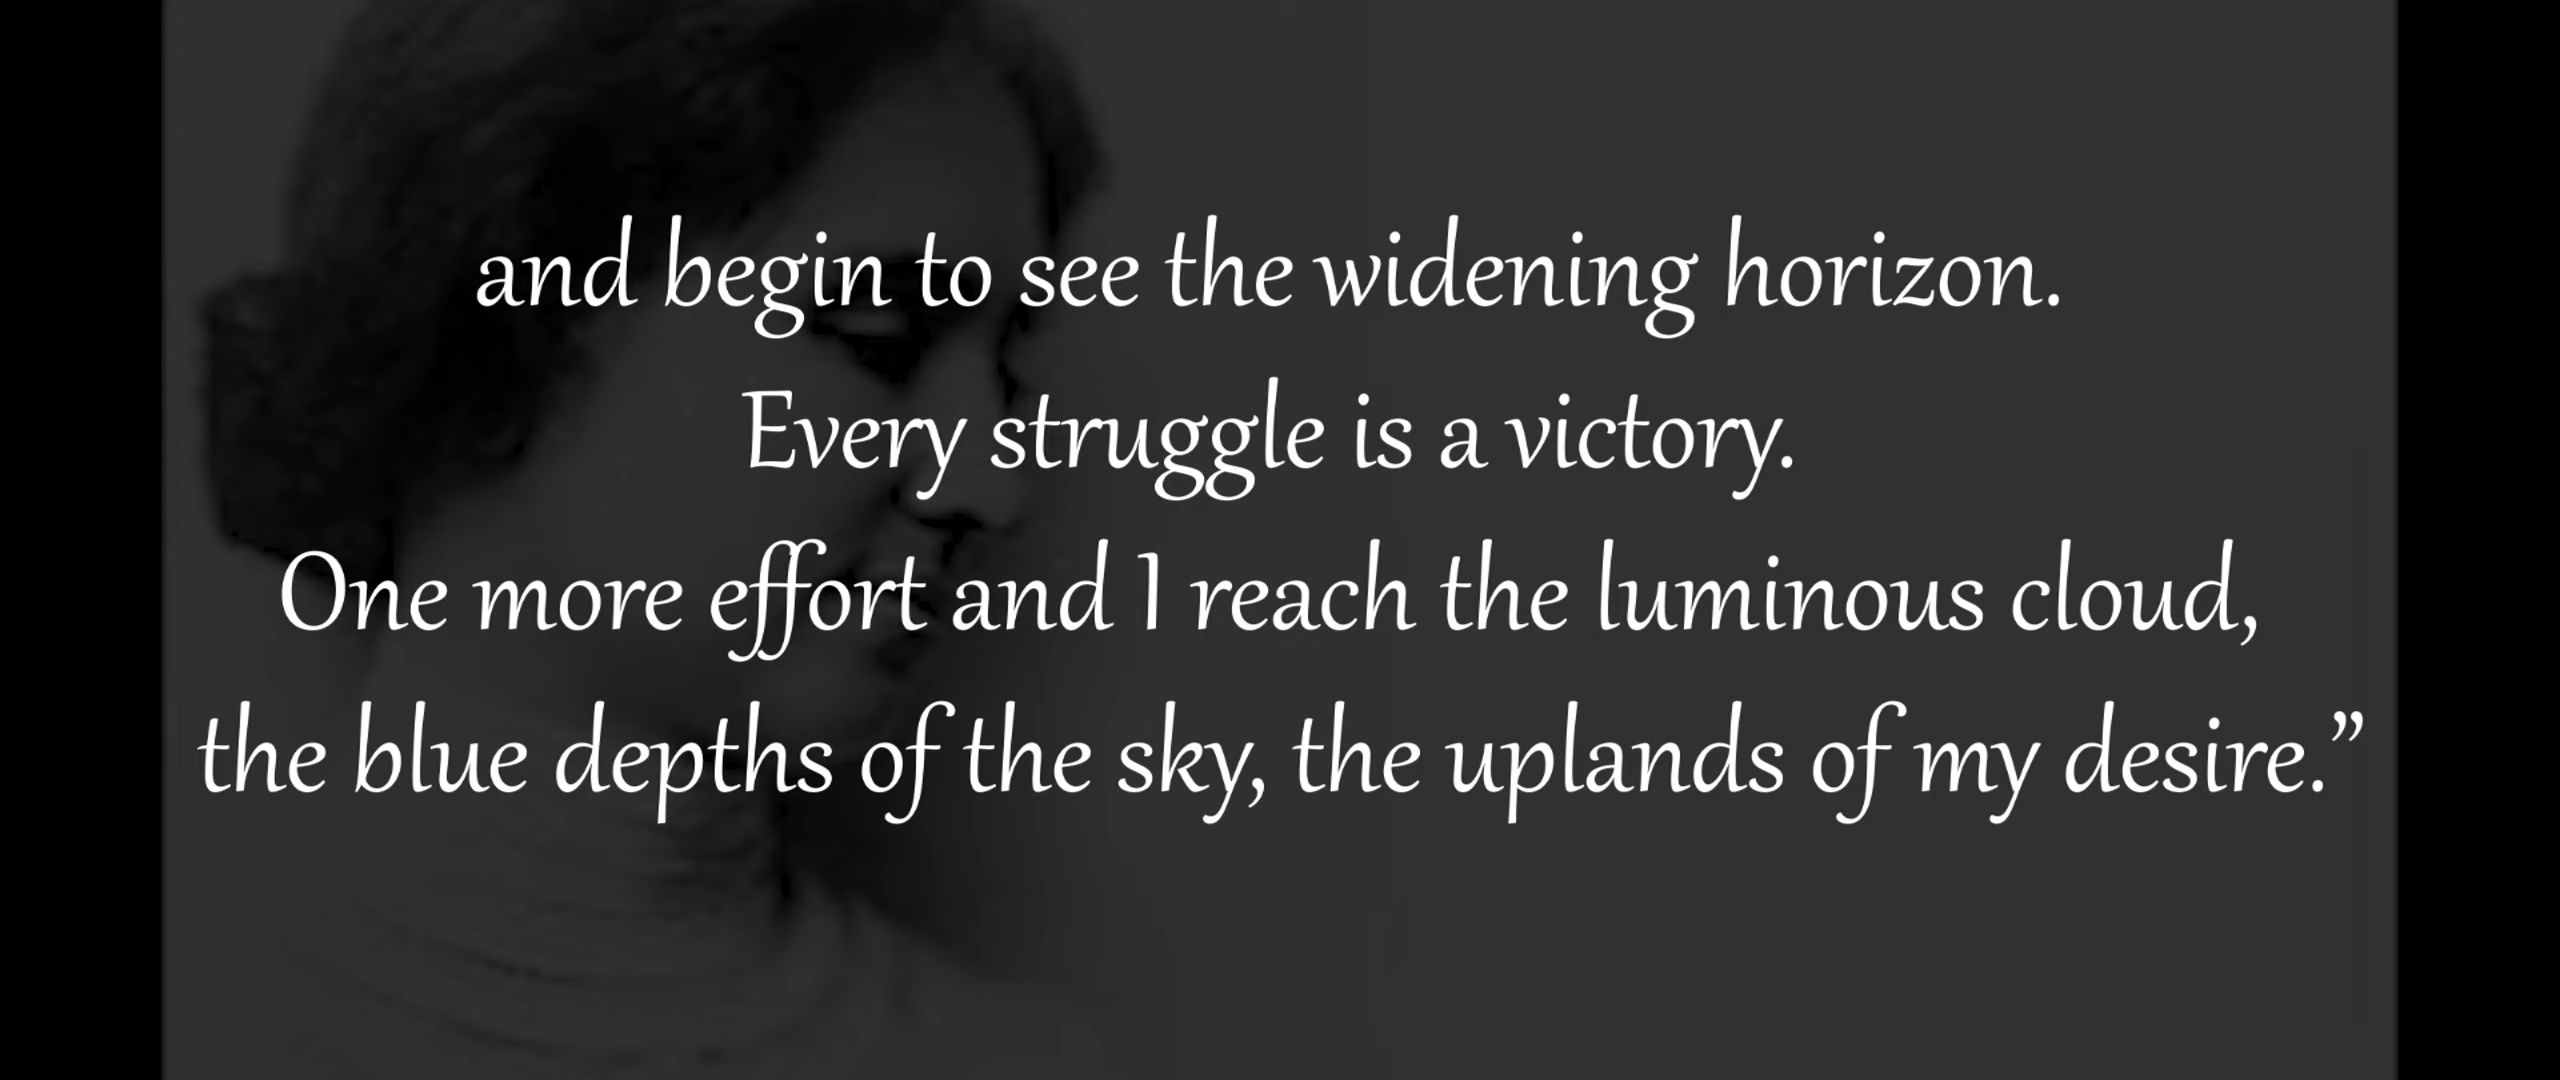 and begin to see the widening horizon.
Every struggle is a victory.
One more effort and I reach the luminous cloud,
the blue depths of the sky, the uplands of my desire.”